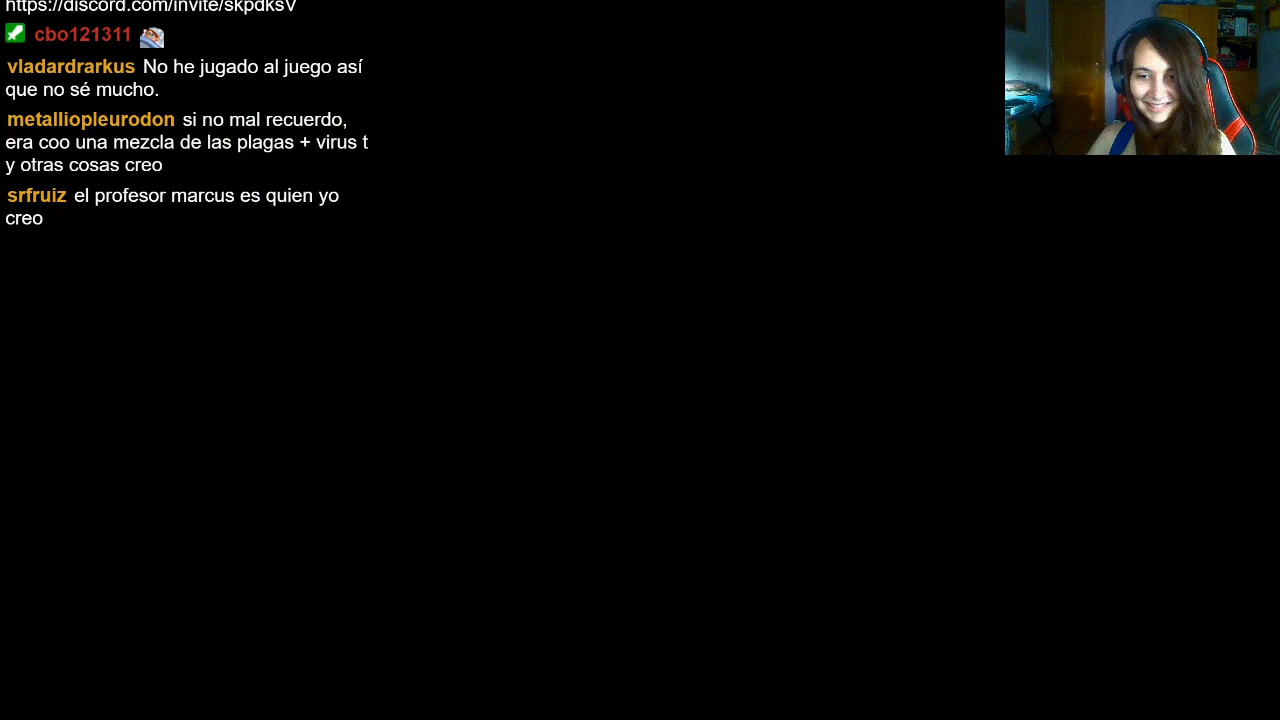 https://discord.com/invite/skpdksV
cbo121311
vladardrarkus No he jugado al juego así
que no sé mucho.
metalliopleurodon si no mal recuerdo,
era coo una mezcla de las plagas + virus t
y otras cosas creo
srfruiz el profesor marcus es quien yo
creo